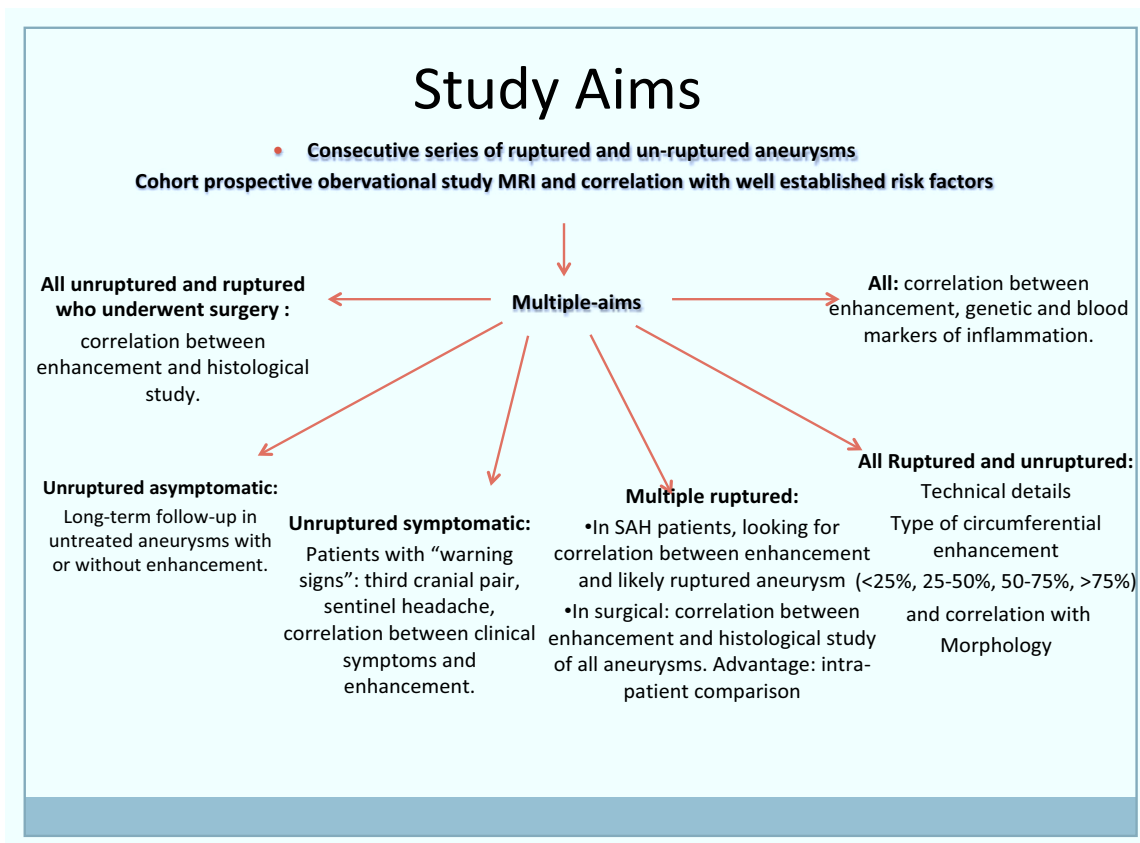 Study Aims
• Consecutive series of ruptured and un-ruptured aneurysms
Cohort prospective obervational study MRI and correlation with well established risk factors
All unruptured and ruptured
who underwent surgery :
correlation between
enhancement and histological
study.
Multiple-aims
All: correlation between
enhancement, genetic and blood
markers of inflammation.
Unruptured asymptomatic:
Long-term follow-up in
untreated aneurysms with
or without enhancement.
Unruptured symptomatic:
Patients with “warning
signs”: third cranial pair,
sentinel headache,
correlation between clinical
symptoms and
enhancement.
Multiple ruptured:
•In SAH patients, looking for
correlation between enhancement
and likely ruptured aneurysm
•In surgical: correlation between
enhancement and histological study
of all aneurysms. Advantage: intra-
patient comparison
All Ruptured and unruptured:
Technical details
Type of circumferential
enhancement
(<25%, 25-50%, 50-75%, >75%)
and correlation with
Morphology